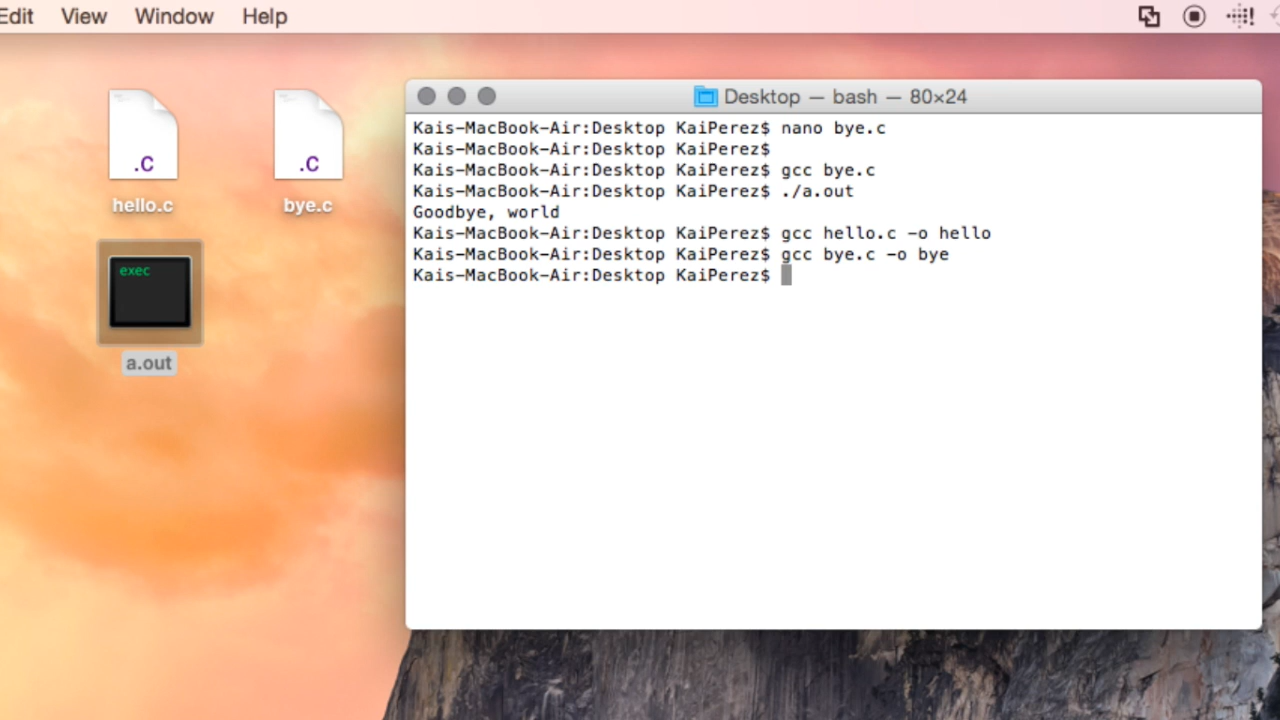 Edit View Window Help
.C
hello.c
.C
bye.c
exec
a.out
Desktop — bash — 80×24
Kais-MacBook-Air:Desktop KaiPerez$ nano bye.c
Kais-MacBook-Air:Desktop KaiPerez$
Kais-MacBook-Air:Desktop KaiPerez$ gcc bye.c
Kais-MacBook-Air:Desktop KaiPerez$ ./a.out
Goodbye, world
Kais-MacBook-Air:Desktop KaiPerez$ gcc hello.c -o hello
Kais-MacBook-Air:Desktop KaiPerez$ gcc bye.c -o bye
Kais-MacBook-Air:Desktop KaiPerez$